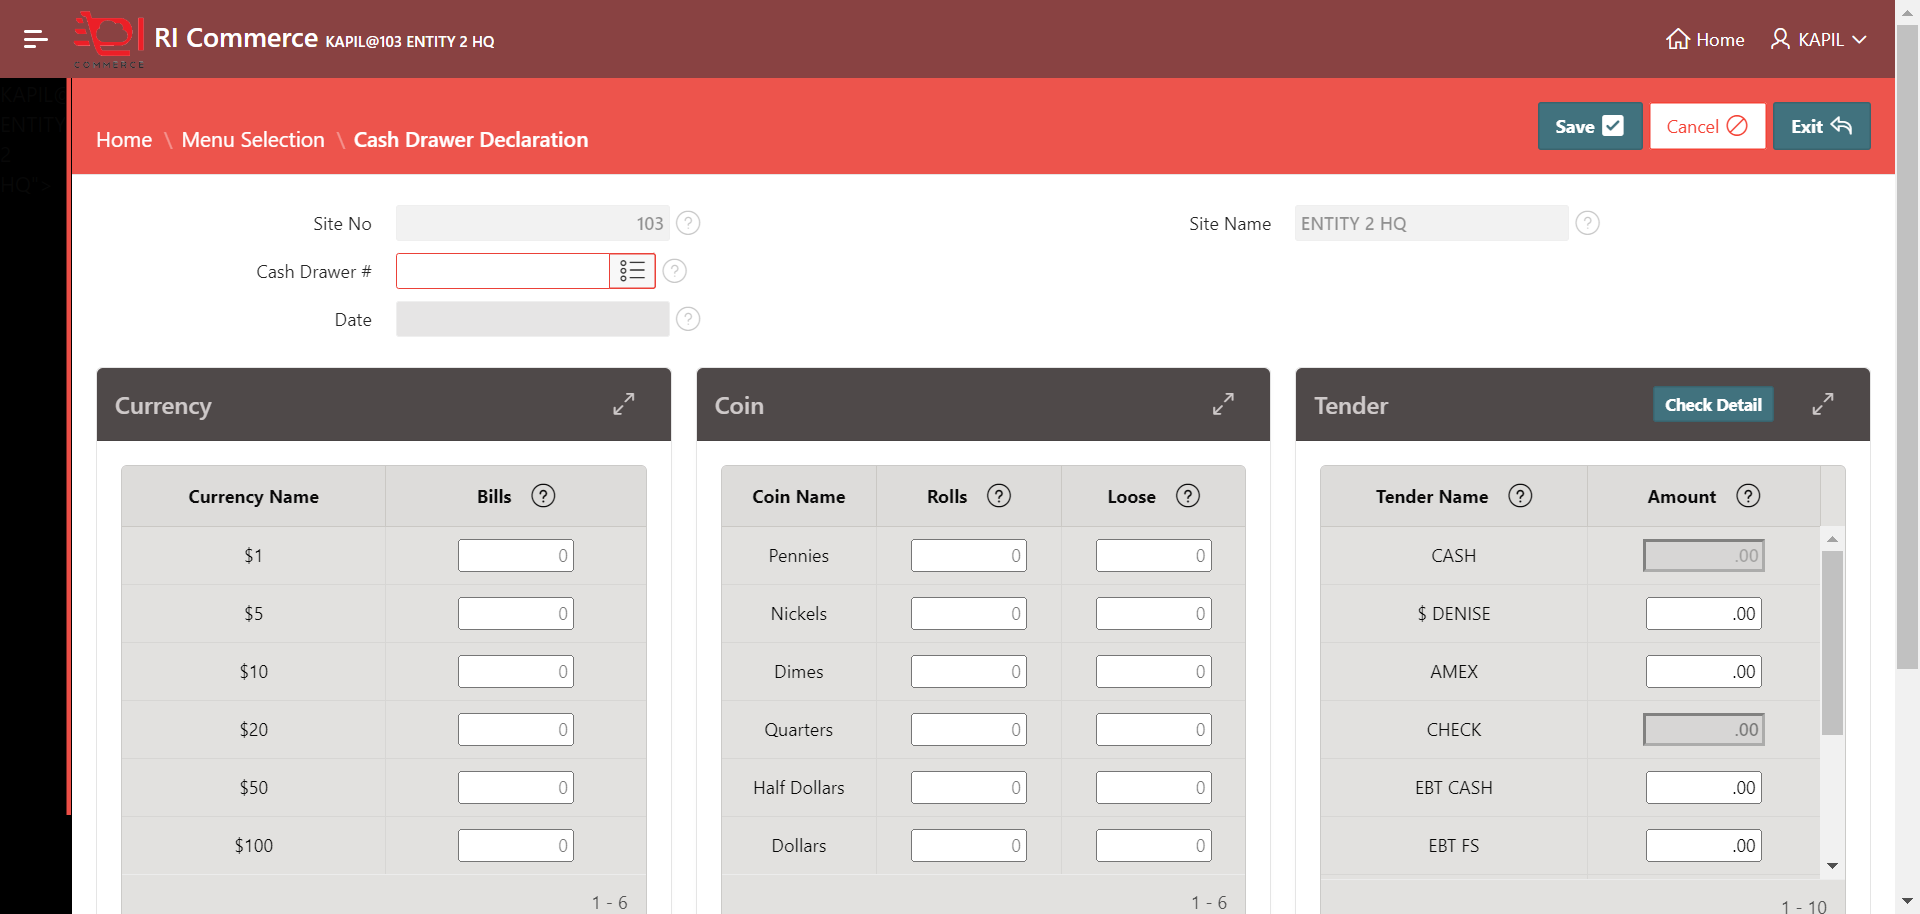 COMMERCE
RI Commerce KAPIL@103 ENTITY 2 HQ
Home
KAPIL
KAPIL@
ENTITY
2
HQ">
Home \ Menu Selection \ Cash Drawer Declaration
Save
Cancel
Exit
Site No 103 ?
Site Name ENTITY 2 HQ ?
Cash Drawer # ?
Date ?
Currency
Currency Name Bills ?
$1 0
$5 0
$10 0
$20 0
$50 0
$100 0
1 - 6
Coin
Coin Name Rolls ? Loose ?
Pennies 0 0
Nickels 0 0
Dimes 0 0
Quarters 0 0
Half Dollars 0 0
Dollars 0 0
1 - 6
Tender Check Detail
Tender Name ? Amount ?
CASH .00
$ DENISE .00
AMEX .00
CHECK .00
EBT CASH .00
EBT FS .00
1 - 10